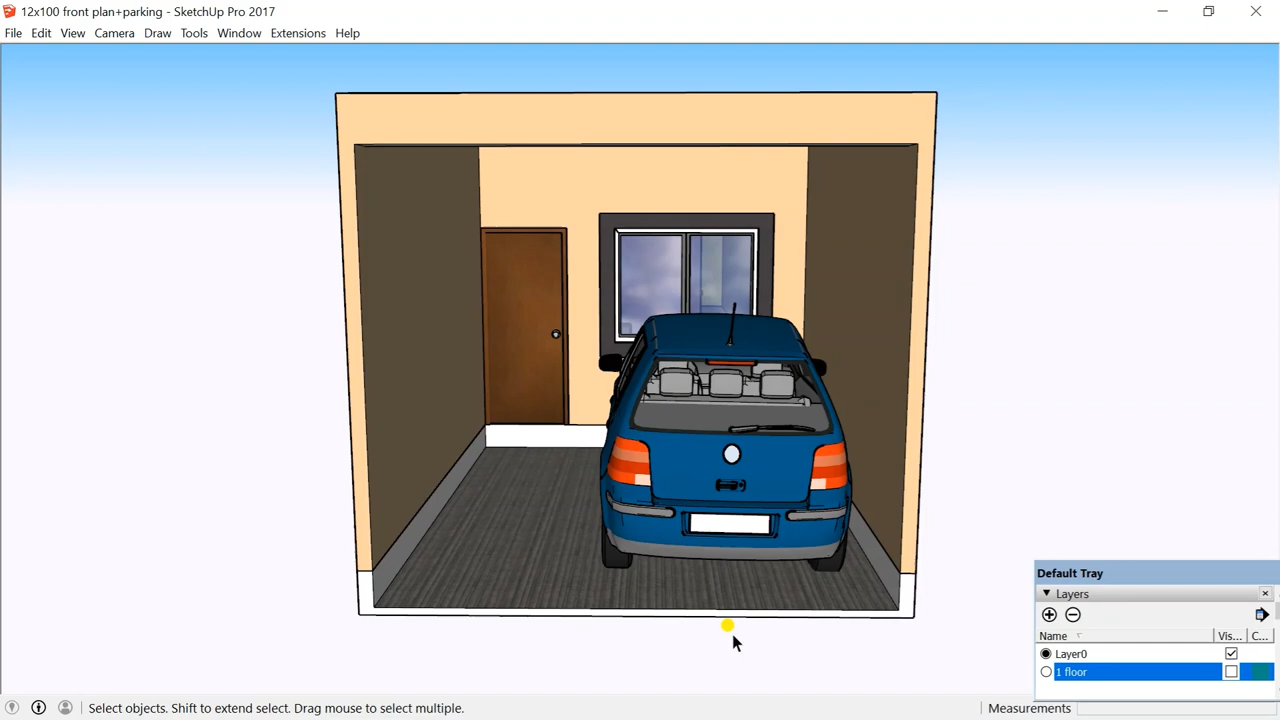 12x100 front plan+parking - SketchUp Pro 2017
File Edit View Camera Draw Tools Window Extensions Help
Default Tray
Layers
Name Vis... C...
Layer0
1 floor
Select objects. Shift to extend select. Drag mouse to select multiple. Measurements